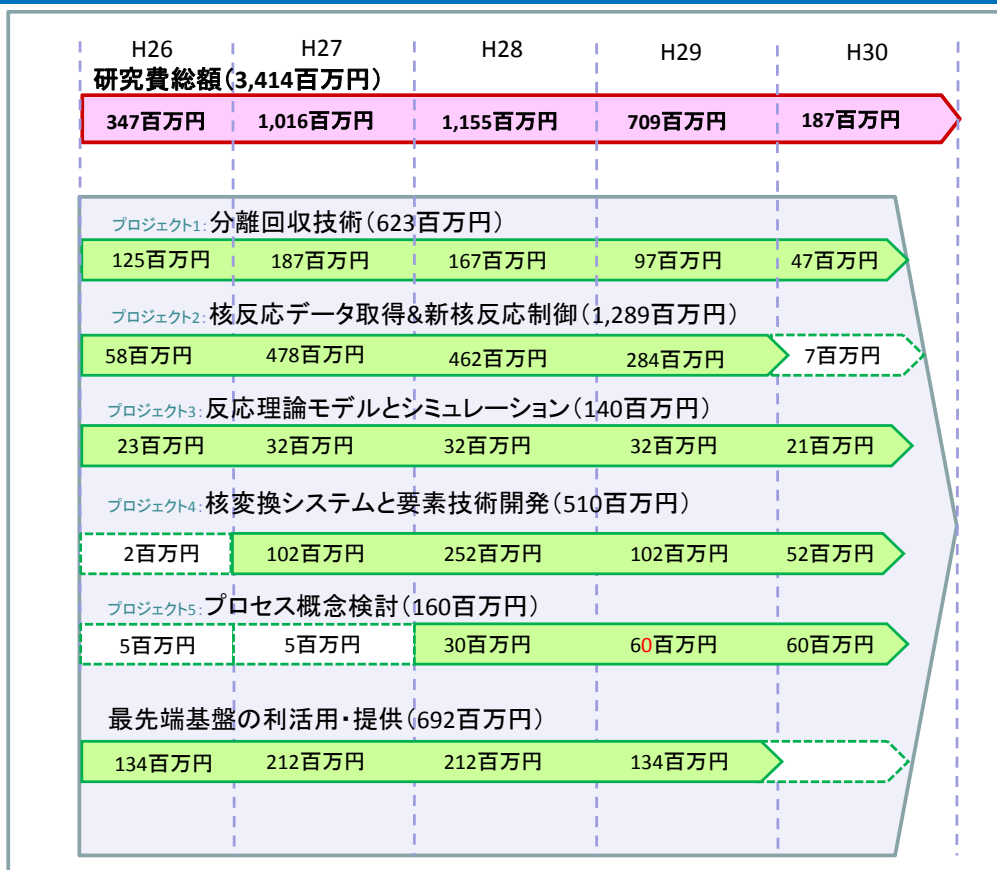 H26 H27 H28 H29 H30
研究費総額(3,414百万円)
347百万円 1,016百万円 1,155百万円 709百万円 187百万円
プロジェクト1:分離回収技術(623百万円)
125百万円 187百万円 167百万円 97百万円 47百万円
プロジェクト2:核反応データ取得&新核反応制御(1,289百万円)
58百万円 478百万円 462百万円 284百万円 7百万円
プロジェクト3:反応理論モデルとシミュレーション(140百万円)
23百万円 32百万円 32百万円 32百万円 21百万円
プロジェクト4:核変換システムと要素技術開発(510百万円)
2百万円 102百万円 252百万円 102百万円 52百万円
プロジェクト5:プロセス概念検討(160百万円)
5百万円 5百万円 30百万円 60百万円 60百万円
最先端基盤の利活用・提供(692百万円)
134百万円 212百万円 212百万円 134百万円